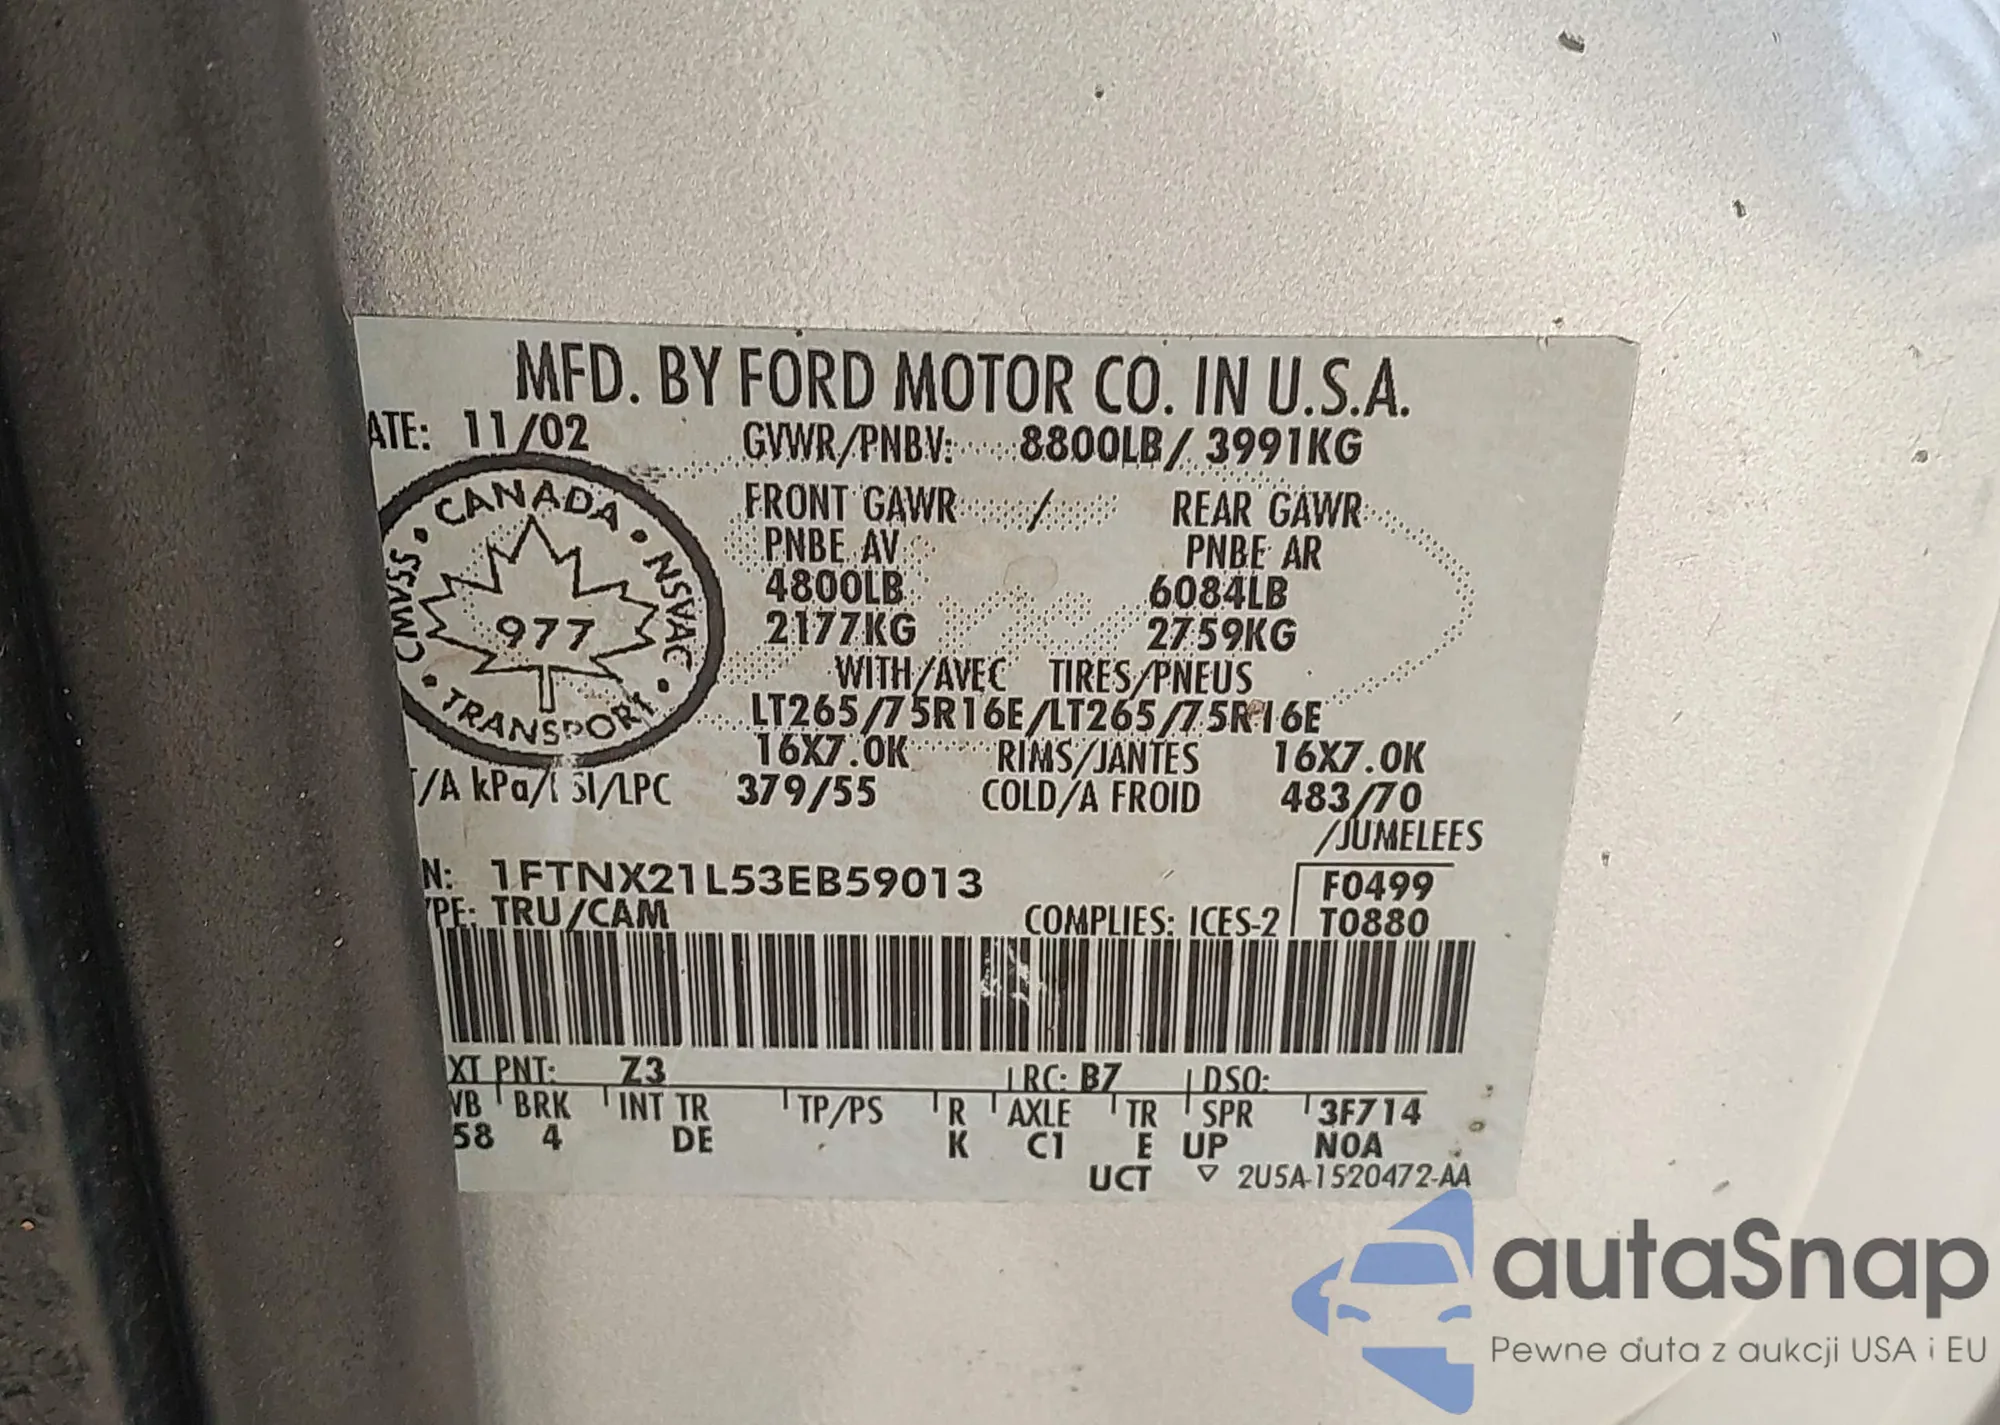 MFD. BY FORD MOTOR CO. IN U.S.A.
ATE: 11/02 GVWR/PNBV: 8800LB/ 3991KG
CANADA
CMVSS
NSVAC
TRANSPORT
977
FRONT GAWR / REAR GAWR
PNBE AV PNBE AR
4800LB 6084LB
2177KG 2759KG
WITH/AVEC TIRES/PNEUS
LT265/75R16E/LT265/75R16E
16X7.0K RIMS/JANTES 16X7.0K
/A kPa/ SI/LPC 379/55 COLD/A FROID 483/70
/JUMELEES
N: 1FTNX21L53EB59013 F0499
YPE: TRU/CAM COMPLIES: ICES-2 T0880
XT PNT: Z3 RC: B7 DSO:
WB BRK INT TR TP/PS R AXLE TR SPR 3F714
58 4 DE K C1 E UP N0A
UCT ▽ 2U5A-1520472-AA
autaSnap
Pewne auta z aukcji USA i EU